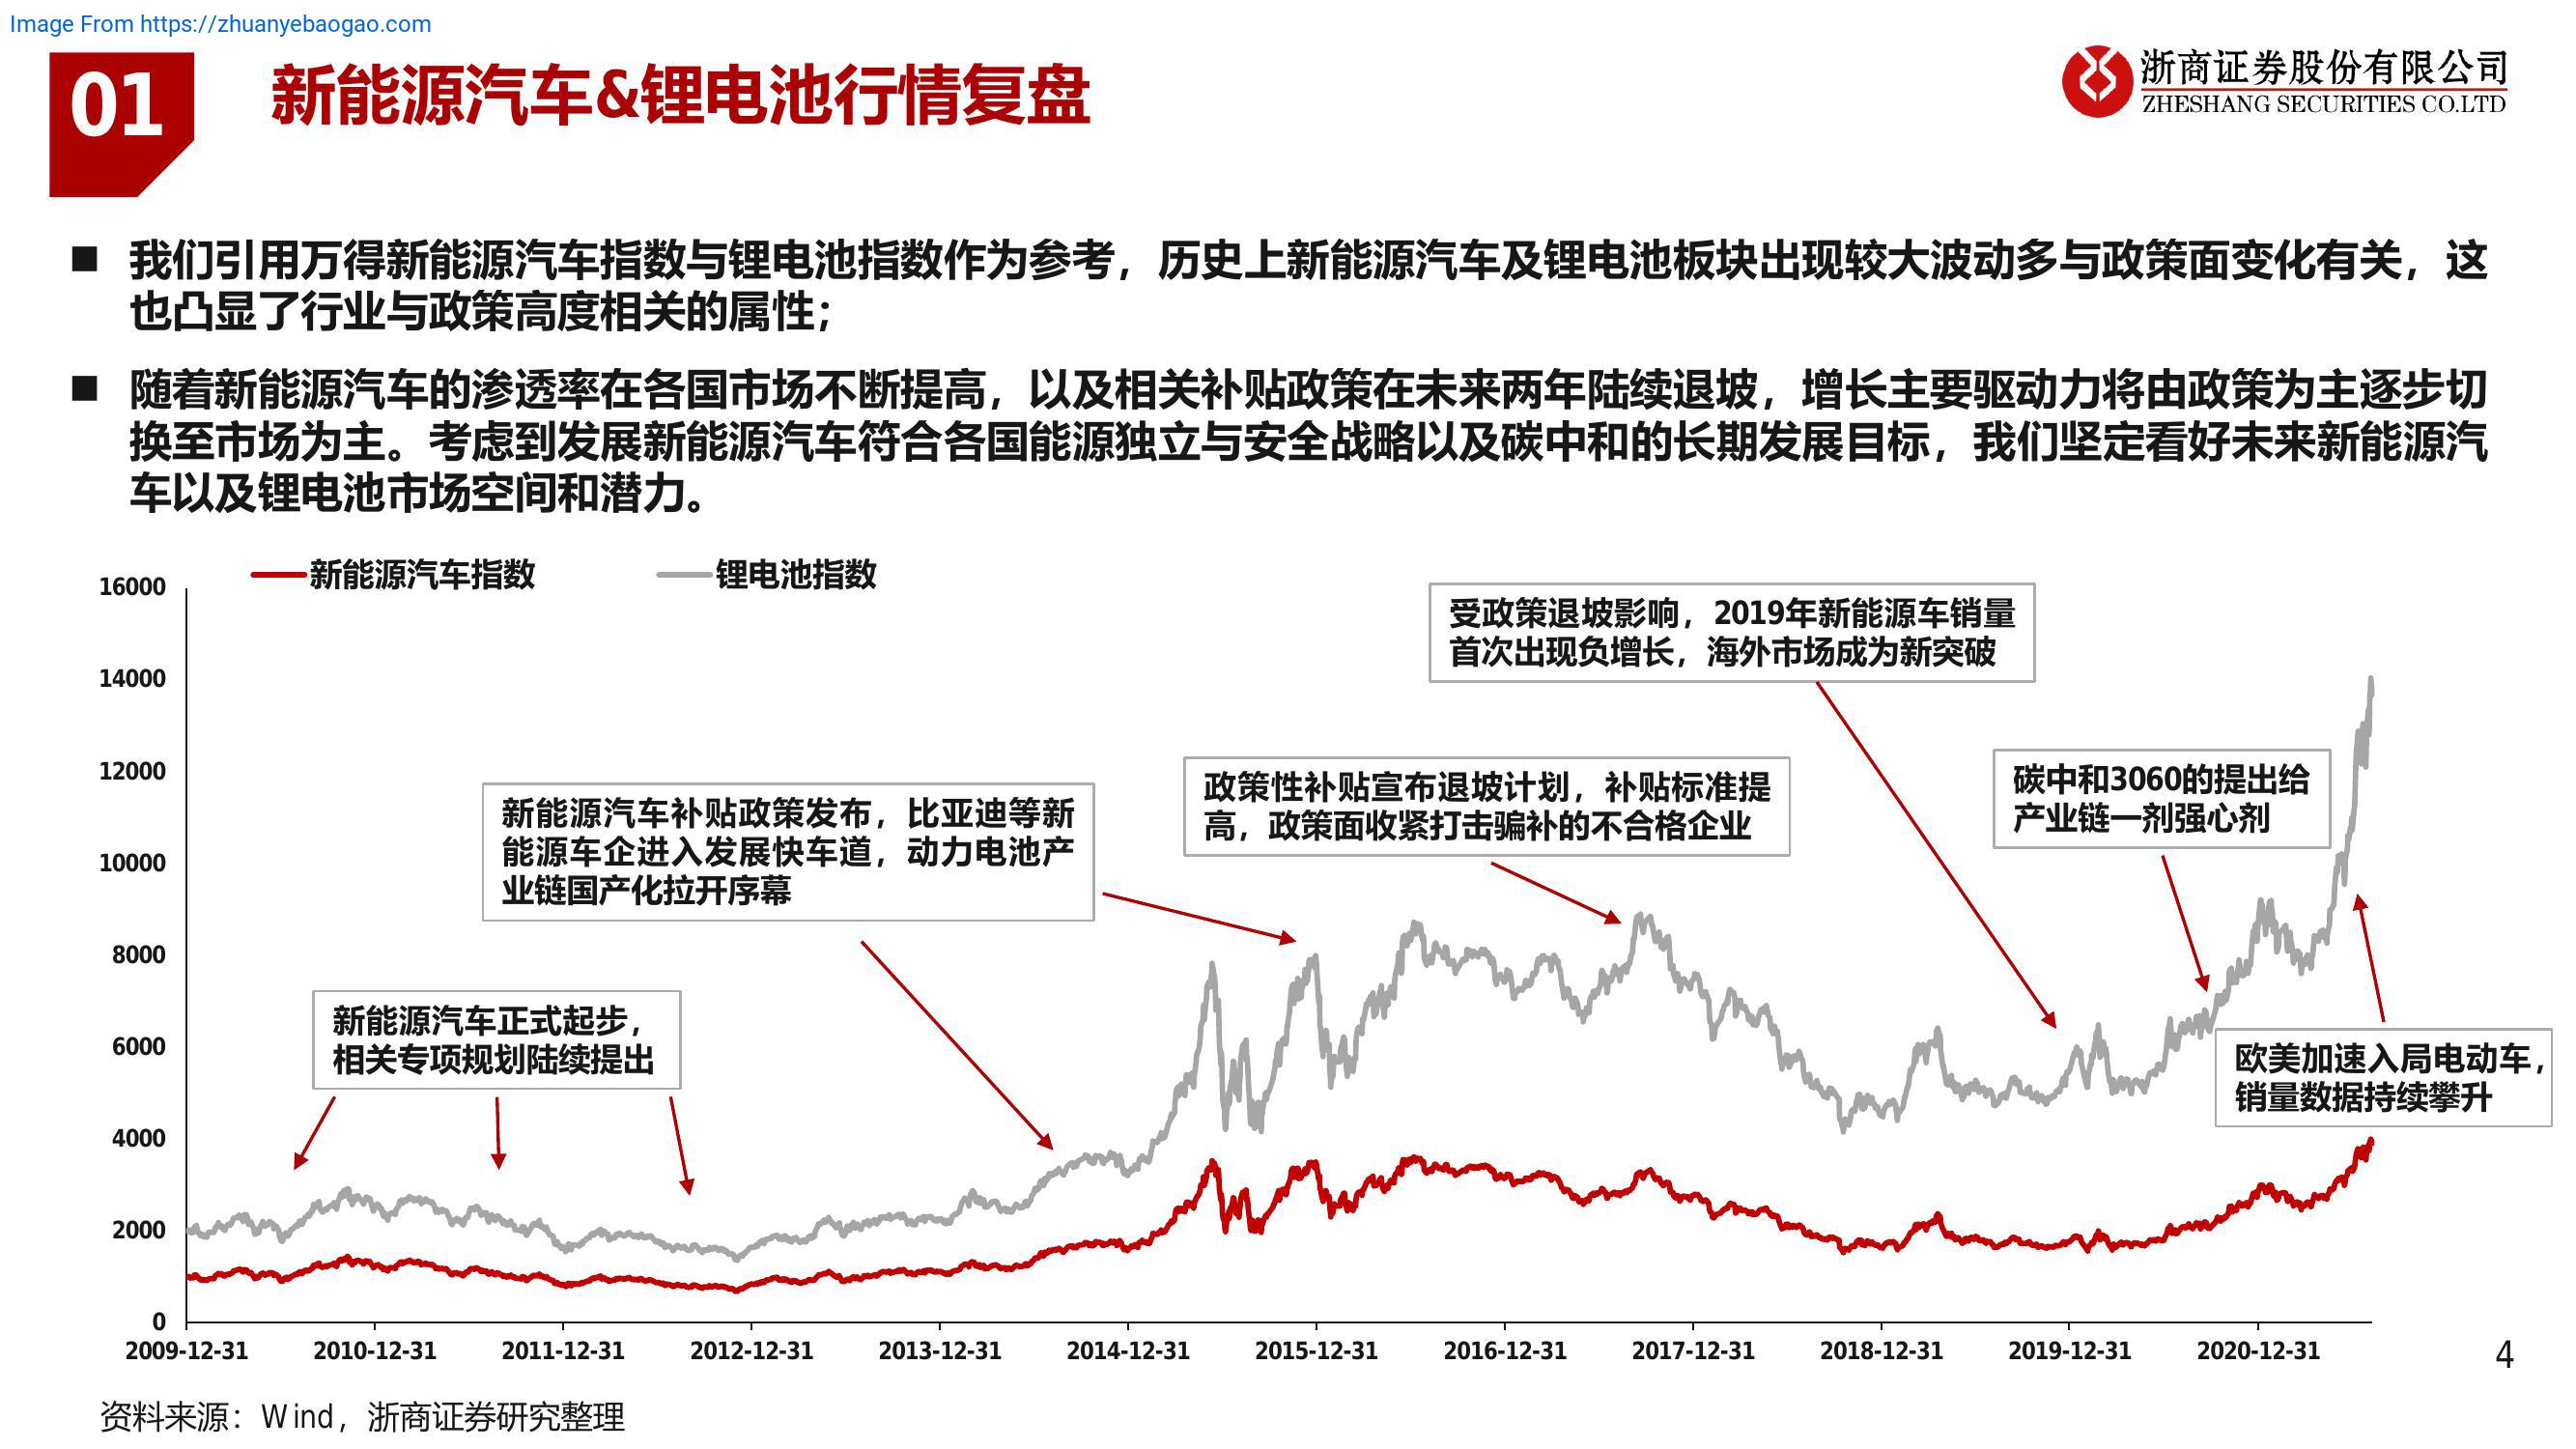 Image From https://zhuanyebaogao.com
01
新能源汽车&锂电池行情复盘
浙商证券股份有限公司
ZHESHANG SECURITIES CO.LTD
■ 我们引用万得新能源汽车指数与锂电池指数作为参考，历史上新能源汽车及锂电池板块出现较大波动多与政策面变化有关，这
也凸显了行业与政策高度相关的属性；
■ 随着新能源汽车的渗透率在各国市场不断提高，以及相关补贴政策在未来两年陆续退坡，增长主要驱动力将由政策为主逐步切
换至市场为主。考虑到发展新能源汽车符合各国能源独立与安全战略以及碳中和的长期发展目标，我们坚定看好未来新能源汽
车以及锂电池市场空间和潜力。
新能源汽车指数
锂电池指数
16000
14000
12000
10000
8000
6000
4000
2000
0
新能源汽车正式起步，
相关专项规划陆续提出
新能源汽车补贴政策发布，比亚迪等新
能源车企进入发展快车道，动力电池产
业链国产化拉开序幕
政策性补贴宣布退坡计划，补贴标准提
高，政策面收紧打击骗补的不合格企业
受政策退坡影响，2019年新能源车销量
首次出现负增长，海外市场成为新突破
碳中和3060的提出给
产业链一剂强心剂
欧美加速入局电动车，
销量数据持续攀升
2009-12-31
2010-12-31
2011-12-31
2012-12-31
2013-12-31
2014-12-31
2015-12-31
2016-12-31
2017-12-31
2018-12-31
2019-12-31
2020-12-31
4
资料来源：Wind，浙商证券研究整理